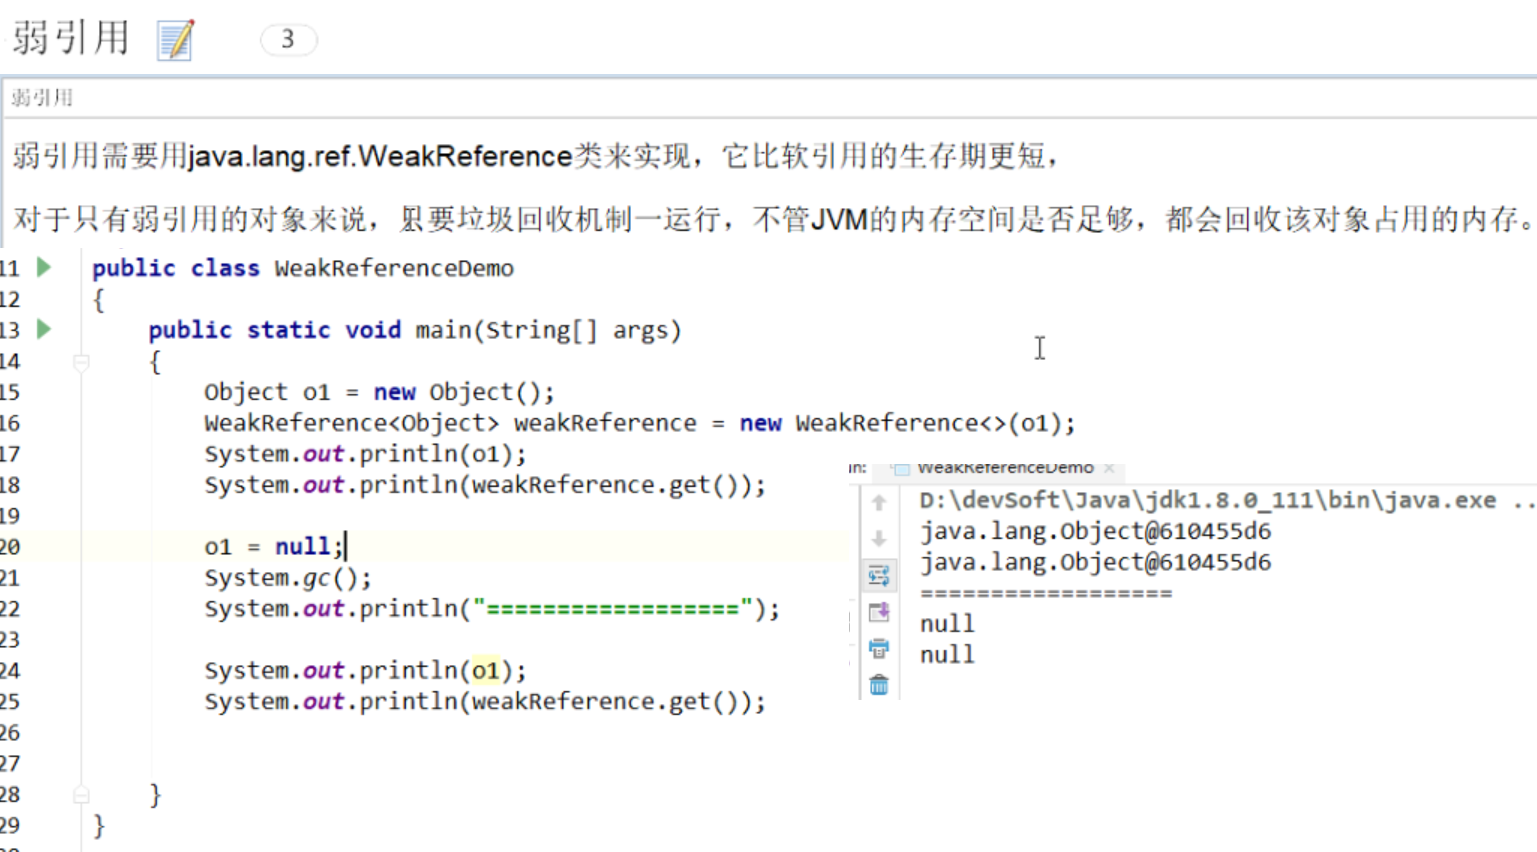 弱引用 3
弱引用
弱引用需要用java.lang.ref.WeakReference类来实现，它比软引用的生存期更短，
对于只有弱引用的对象来说，只要垃圾回收机制一运行，不管JVM的内存空间是否足够，都会回收该对象占用的内存。
11 public class WeakReferenceDemo
12 {
13 public static void main(String[] args)
14 {
15 Object o1 = new Object();
16 WeakReference<Object> weakReference = new WeakReference<>(o1);
17 System.out.println(o1);
18 System.out.println(weakReference.get());
19
20 o1 = null;
21 System.gc();
22 System.out.println("==================");
23
24 System.out.println(o1);
25 System.out.println(weakReference.get());
26
27
28 }
29 }
WeakReferenceDemo ×
D:\devSoft\Java\jdk1.8.0_111\bin\java.exe ..
java.lang.Object@610455d6
java.lang.Object@610455d6
==================
null
null